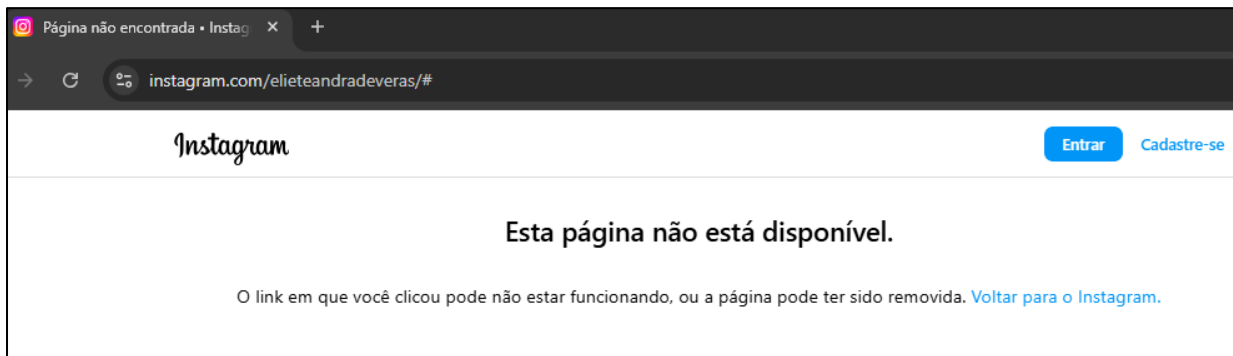 Página não encontrada • Instag
instagram.com/elieteandradeveras/#
Instagram
Entrar Cadastre-se
Esta página não está disponível.
O link em que você clicou pode não estar funcionando, ou a página pode ter sido removida. Voltar para o Instagram.